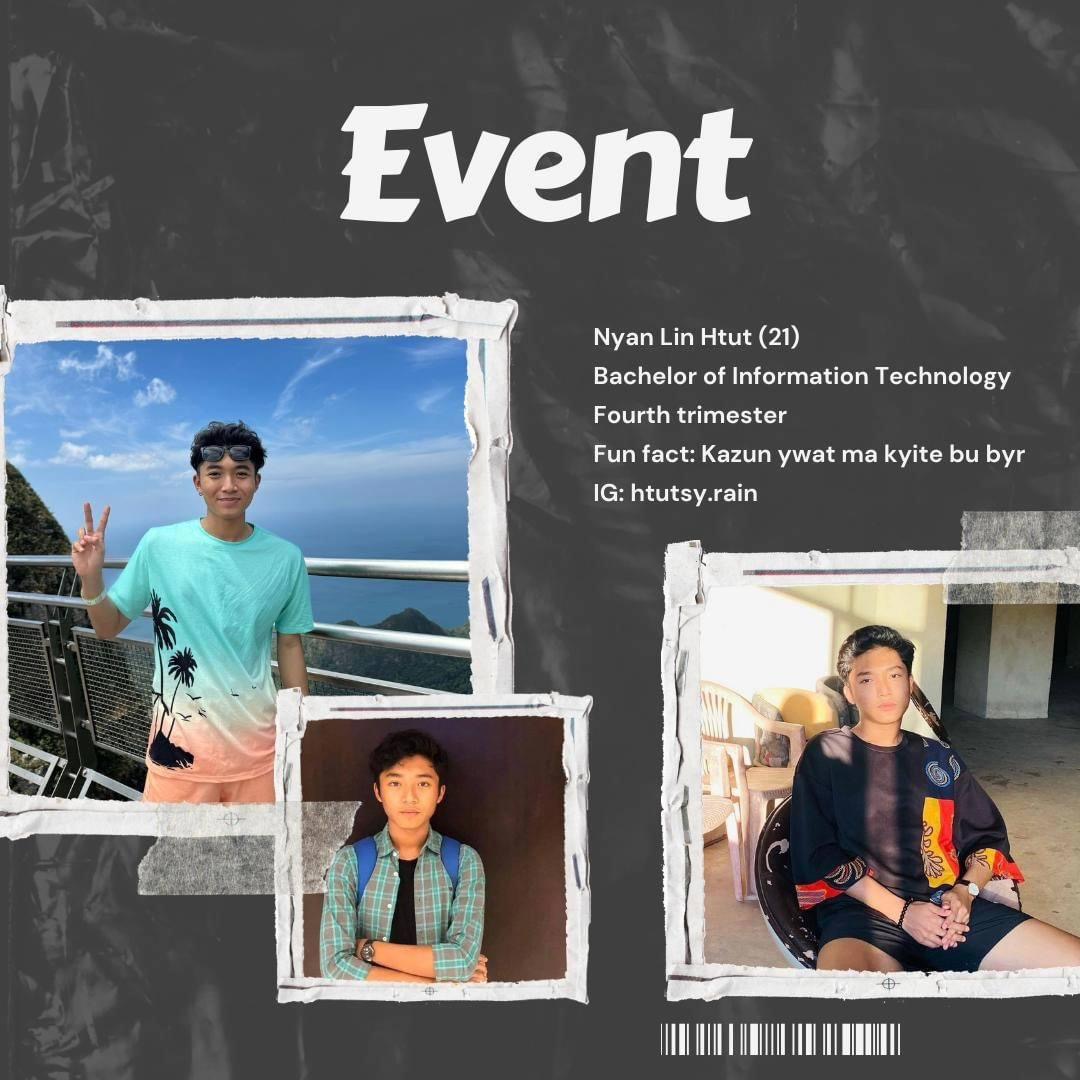 Event
Nyan Lin Htut (21)
Bachelor of Information Technology
Fourth trimester
Fun fact: Kazun ywat ma kyite bu byr
IG: htutsy.rain